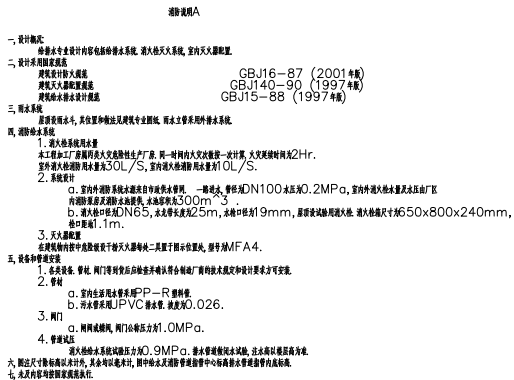 消防说明A
一, 设计概况:
给排水专业设计内容包括给排水系统. 消火栓灭火系统, 室内灭火器配置.
二, 设计采用国家规范
建筑设计防火规范 GBJ16-87 (2001年版)
建筑灭火器配置规范 GBJ140-90 (1997年版)
建筑给水排水设计规范 GBJ15-88 (1997年版)
三, 雨水系统
屋顶设雨水斗, 其位置和做法见建筑专业图纸. 雨水立管采用外排水系统.
四, 消防给水系统
1. 消火栓系统用水量
本工程加工厂房属丙类火灾危险性生产厂房. 同一时间内火灾次数按一次计算, 火灾延续时间为2Hr.
室外消火栓消防用水量为30L/S, 室内消火栓消防用水量为10L/S.
2. 系统设计
a. 室内外消防系统水源来自市政供水管网. 一路进水, 管径为DN100水压为0.2MPa, 室内外消火栓水量及水压由厂区
内消防泵房及消防水池提供, 水池容积为300m^3 .
b. 消火栓口径为DN65, 水龙带长度为25m, 水枪口径为19mm, 屋顶设试验用消火栓. 消火栓箱尺寸为650x800x240mm,
栓口距地1.1m.
3. 灭火器配置
在建筑物内按中危险级设干粉灭火器每处二具置于图示位置处, 型号为MFA4.
五, 设备和管道安装
1. 各类设备. 管材. 阀门等到货后应检查并确认符合制造厂商的技术规定和设计要求方可安装.
2. 管材
a. 室内生活用水管采用PP-R塑料管.
b. 污水管采用UPVC排水管. 坡度为0.026.
3. 阀门
a. 闸阀或蝶阀, 阀门公称压力为1.0MPa.
4. 管道试压
消火栓给水系统试验压力为0.9MPa. 排水管道做闭水试验, 注水高以楼层高为准.
六, 图注尺寸除标高以米计外, 其余均以毫米计, 图中给水及消防管道指管中心标高排水管道指管内底标高.
七, 未及内容均按国家规范执行.